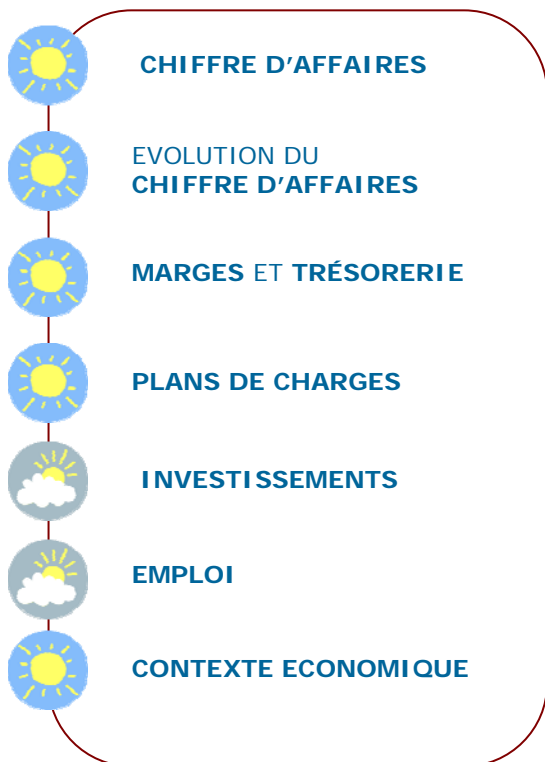 CHIFFRE D’AFFAIRES
EVOLUTION DU
CHIFFRE D’AFFAIRES
MARGES ET TRÉSORERIE
PLANS DE CHARGES
INVESTISSEMENTS
EMPLOI
CONTEXTE ECONOMIQUE